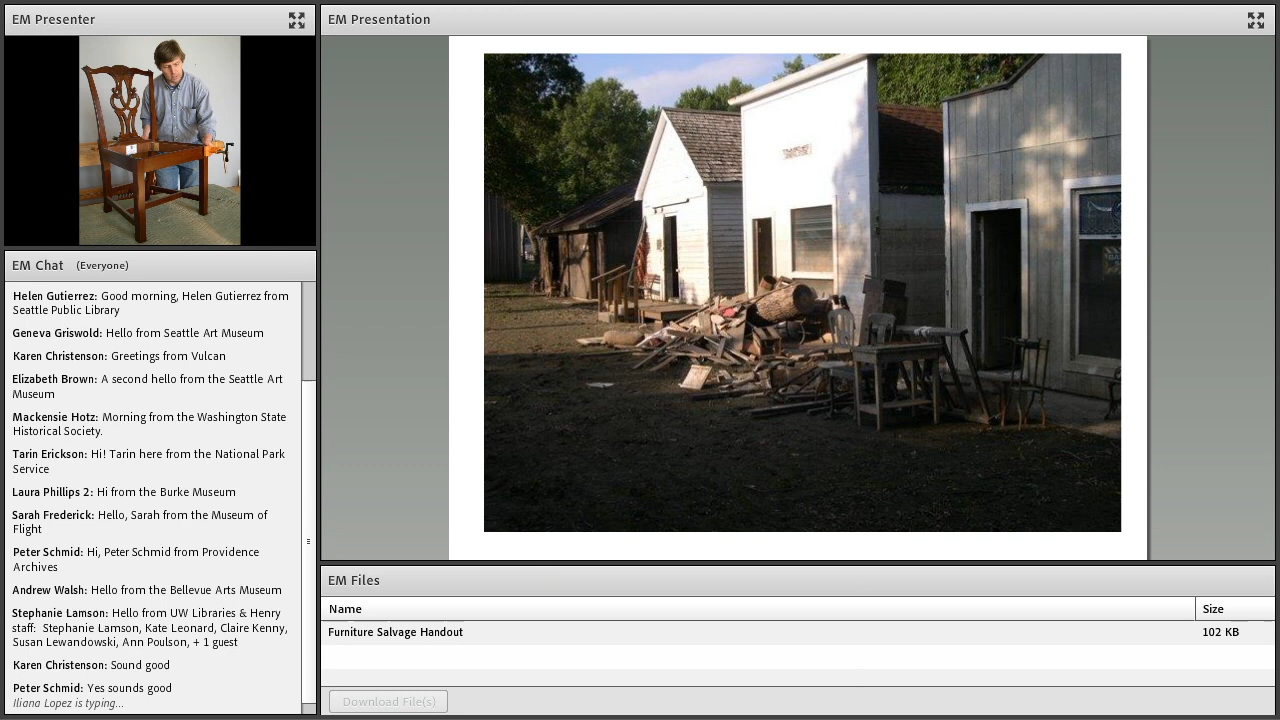 EM Presenter
EM Chat (Everyone)
Helen Gutierrez: Good morning, Helen Gutierrez from
Seattle Public Library
Geneva Griswold: Hello from Seattle Art Museum
Karen Christenson: Greetings from Vulcan
Elizabeth Brown: A second hello from the Seattle Art
Museum
Mackensie Hotz: Morning from the Washington State
Historical Society.
Tarin Erickson: Hi! Tarin here from the National Park
Service
Laura Phillips 2: Hi from the Burke Museum
Sarah Frederick: Hello, Sarah from the Museum of
Flight
Peter Schmid: Hi, Peter Schmid from Providence
Archives
Andrew Walsh: Hello from the Bellevue Arts Museum
Stephanie Lamson: Hello from UW Libraries & Henry
staff: Stephanie Lamson, Kate Leonard, Claire Kenny,
Susan Lewandowski, Ann Poulson, + 1 guest
Karen Christenson: Sound good
Peter Schmid: Yes sounds good
Iliana Lopez is typing...
EM Presentation
EM Files
Name Size
Furniture Salvage Handout 102 KB
Download File(s)